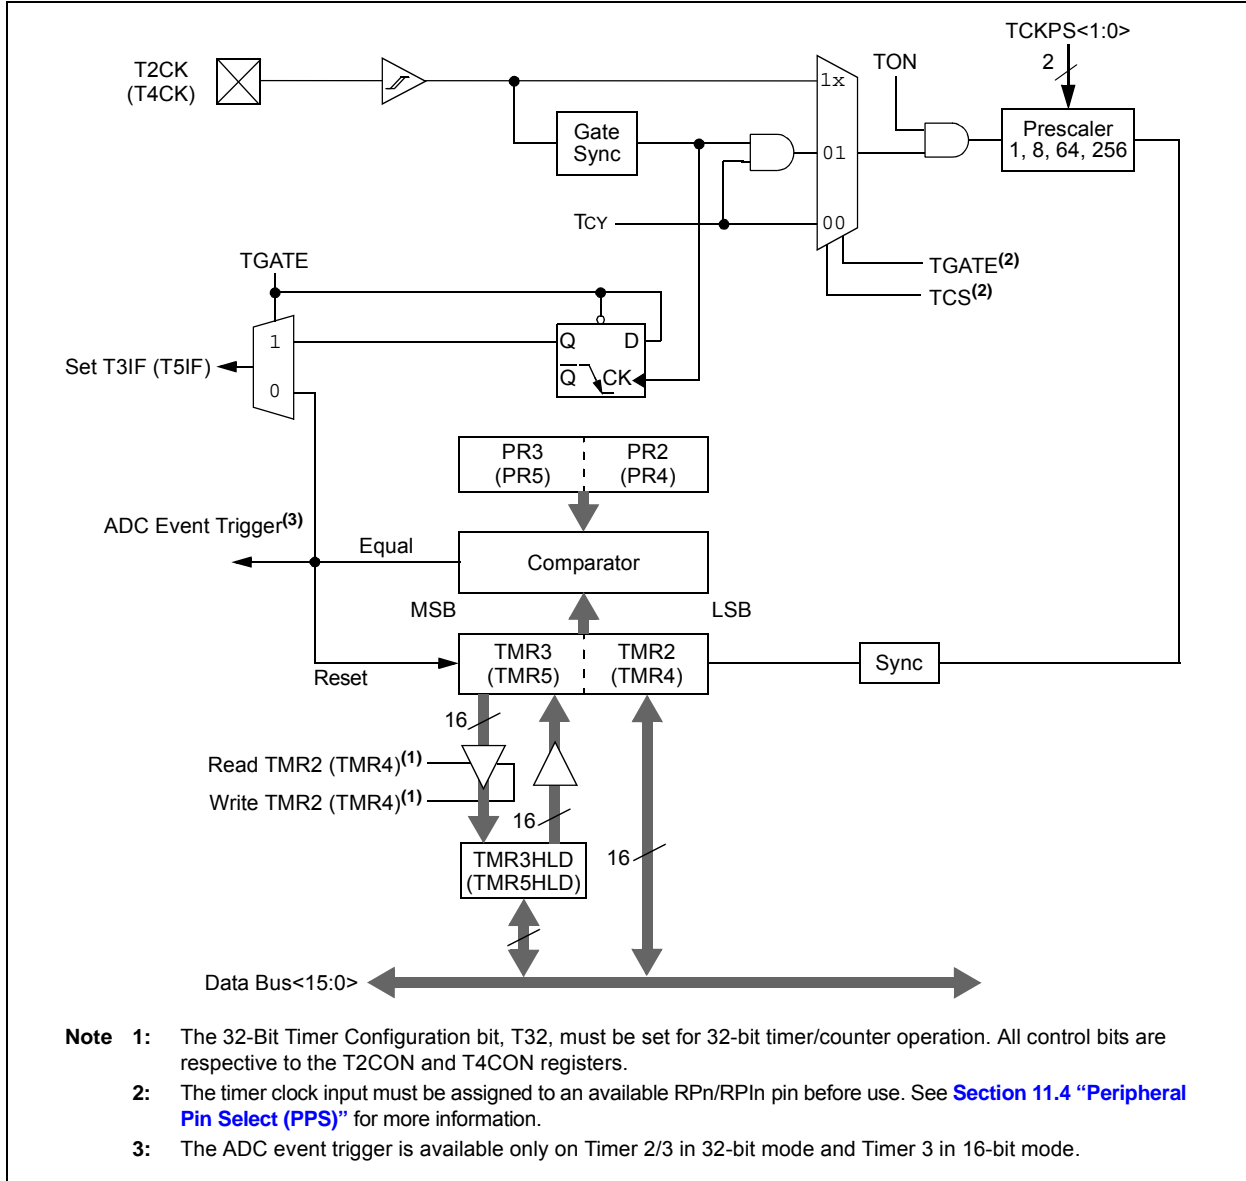 TCKPS<1:0>
2
T2CK
(T4CK)
TON
1x
Gate
Sync
Prescaler
1, 8, 64, 256
01
TCY
00
TGATE
TGATE(2)
TCS(2)
1
Q
D
Set T3IF (T5IF)
0
Q
CK
PR3
(PR5)
PR2
(PR4)
ADC Event Trigger(3)
Equal
Comparator
MSB
LSB
TMR3
(TMR5)
TMR2
(TMR4)
Sync
Reset
16
Read TMR2 (TMR4)(1)
Write TMR2 (TMR4)(1)
16
TMR3HLD
(TMR5HLD)
16
Data Bus<15:0>
Note 1: The 32-Bit Timer Configuration bit, T32, must be set for 32-bit timer/counter operation. All control bits are
respective to the T2CON and T4CON registers.
2: The timer clock input must be assigned to an available RPn/RPIn pin before use. See Section 11.4 “Peripheral
Pin Select (PPS)” for more information.
3: The ADC event trigger is available only on Timer 2/3 in 32-bit mode and Timer 3 in 16-bit mode.